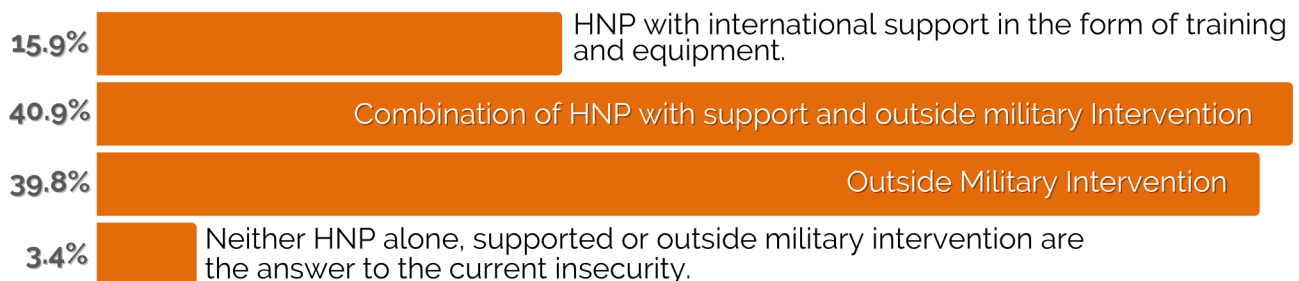 15.9%
HNP with international support in the form of training
and equipment.
40.9%
Combination of HNP with support and outside military Intervention
39.8%
Outside Military Intervention
3.4%
Neither HNP alone, supported or outside military intervention are
the answer to the current insecurity.